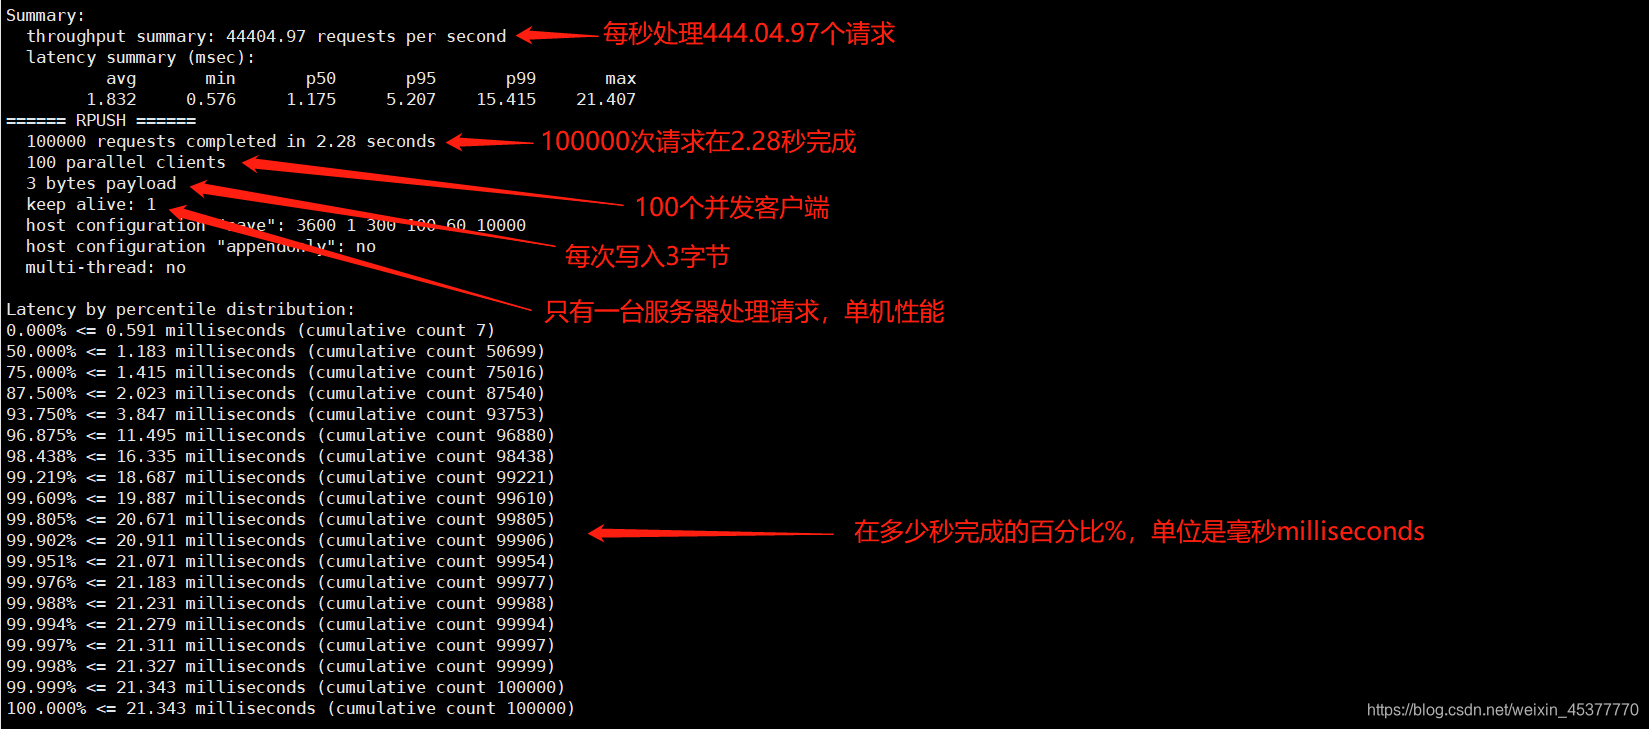 Summary:
throughput summary: 44404.97 requests per second
每秒处理444.04.97个请求
latency summary (msec):
avg min p50 p95 p99 max
1.832 0.576 1.175 5.207 15.415 21.407
====== RPUSH ======
100000 requests completed in 2.28 seconds
100000次请求在2.28秒完成
100 parallel clients
100个并发客户端
3 bytes payload
每次写入3字节
keep alive: 1
只有一台服务器处理请求，单机性能
host configuration "save": 3600 1 300 100 60 10000
host configuration "appendonly": no
multi-thread: no
Latency by percentile distribution:
0.000% <= 0.591 milliseconds (cumulative count 7)
50.000% <= 1.183 milliseconds (cumulative count 50699)
75.000% <= 1.415 milliseconds (cumulative count 75016)
87.500% <= 2.023 milliseconds (cumulative count 87540)
93.750% <= 3.847 milliseconds (cumulative count 93753)
96.875% <= 11.495 milliseconds (cumulative count 96880)
98.438% <= 16.335 milliseconds (cumulative count 98438)
99.219% <= 18.687 milliseconds (cumulative count 99221)
99.609% <= 19.887 milliseconds (cumulative count 99610)
99.805% <= 20.671 milliseconds (cumulative count 99805)
99.902% <= 20.911 milliseconds (cumulative count 99906)
在多少秒完成的百分比%，单位是毫秒milliseconds
99.951% <= 21.071 milliseconds (cumulative count 99954)
99.976% <= 21.183 milliseconds (cumulative count 99977)
99.988% <= 21.231 milliseconds (cumulative count 99988)
99.994% <= 21.279 milliseconds (cumulative count 99994)
99.997% <= 21.311 milliseconds (cumulative count 99997)
99.998% <= 21.327 milliseconds (cumulative count 99999)
99.999% <= 21.343 milliseconds (cumulative count 100000)
100.000% <= 21.343 milliseconds (cumulative count 100000)
https://blog.csdn.net/weixin_45377770